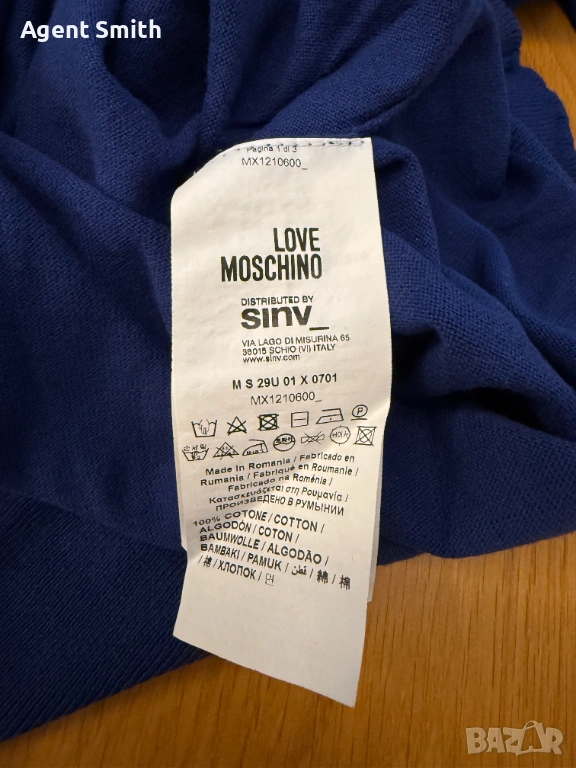 Agent Smith
Pagina 1 di 3
MX1210600_
LOVE
MOSCHINO
DISTRIBUTED BY
sinv_
VIA LAGO DI MISURINA 65
36015 SCHIO (VI) ITALY
www.sinv.com
M S 29U 01 X 0701
MX1210600_
Made in Romania / Fabricado en
Rumania / Fabriqué en Roumanie /
Fabricado na Roménia /
Κατασκευάζεται στη Ρουμανία /
ПРОИЗВЕДЕНО В РУМЫНИИ
100% COTONE / COTTON /
ALGODÓN / COTON /
BAUMWOLLE / ALGODÃO /
BAMBAKI / PAMUK / قطن / 綿 / 棉
/ 棉 / ХЛОПОК / 면
BAZAR